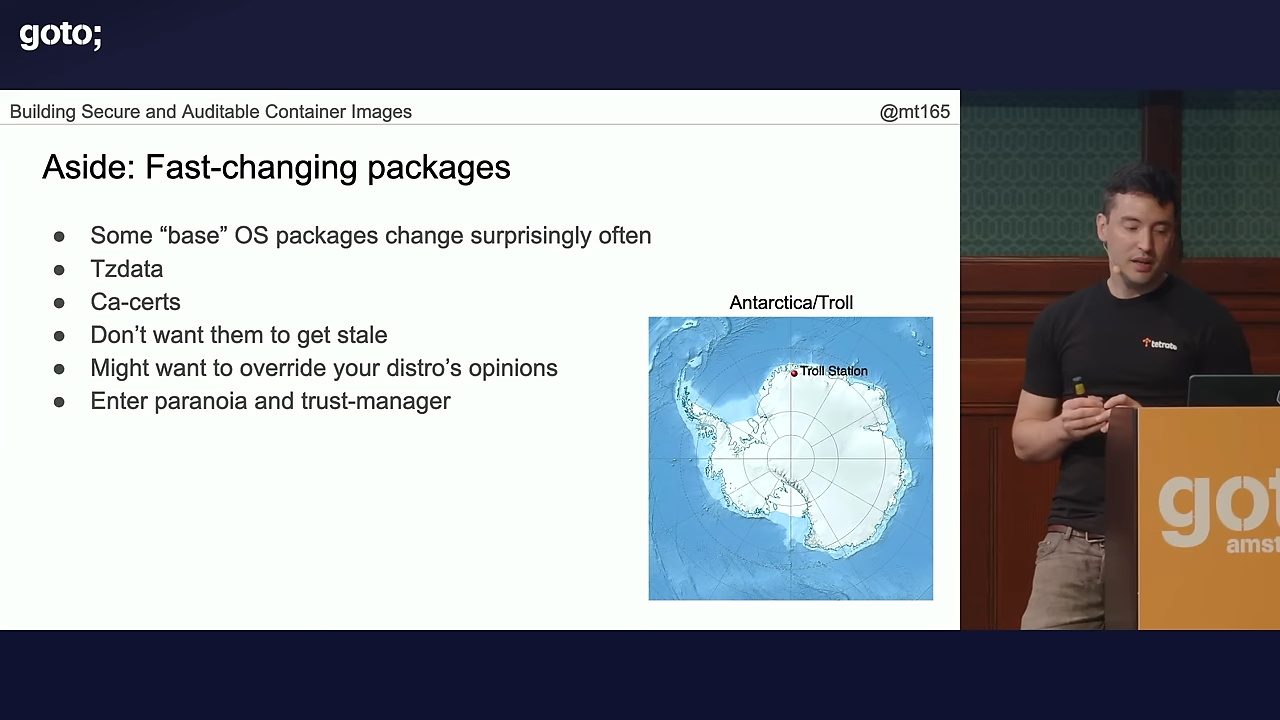 goto;
Building Secure and Auditable Container Images
@mt165
Aside: Fast-changing packages
● Some “base” OS packages change surprisingly often
● Tzdata
● Ca-certs
● Don’t want them to get stale
● Might want to override your distro’s opinions
● Enter paranoia and trust-manager
Antarctica/Troll
Troll Station
tetrate
goto
amst